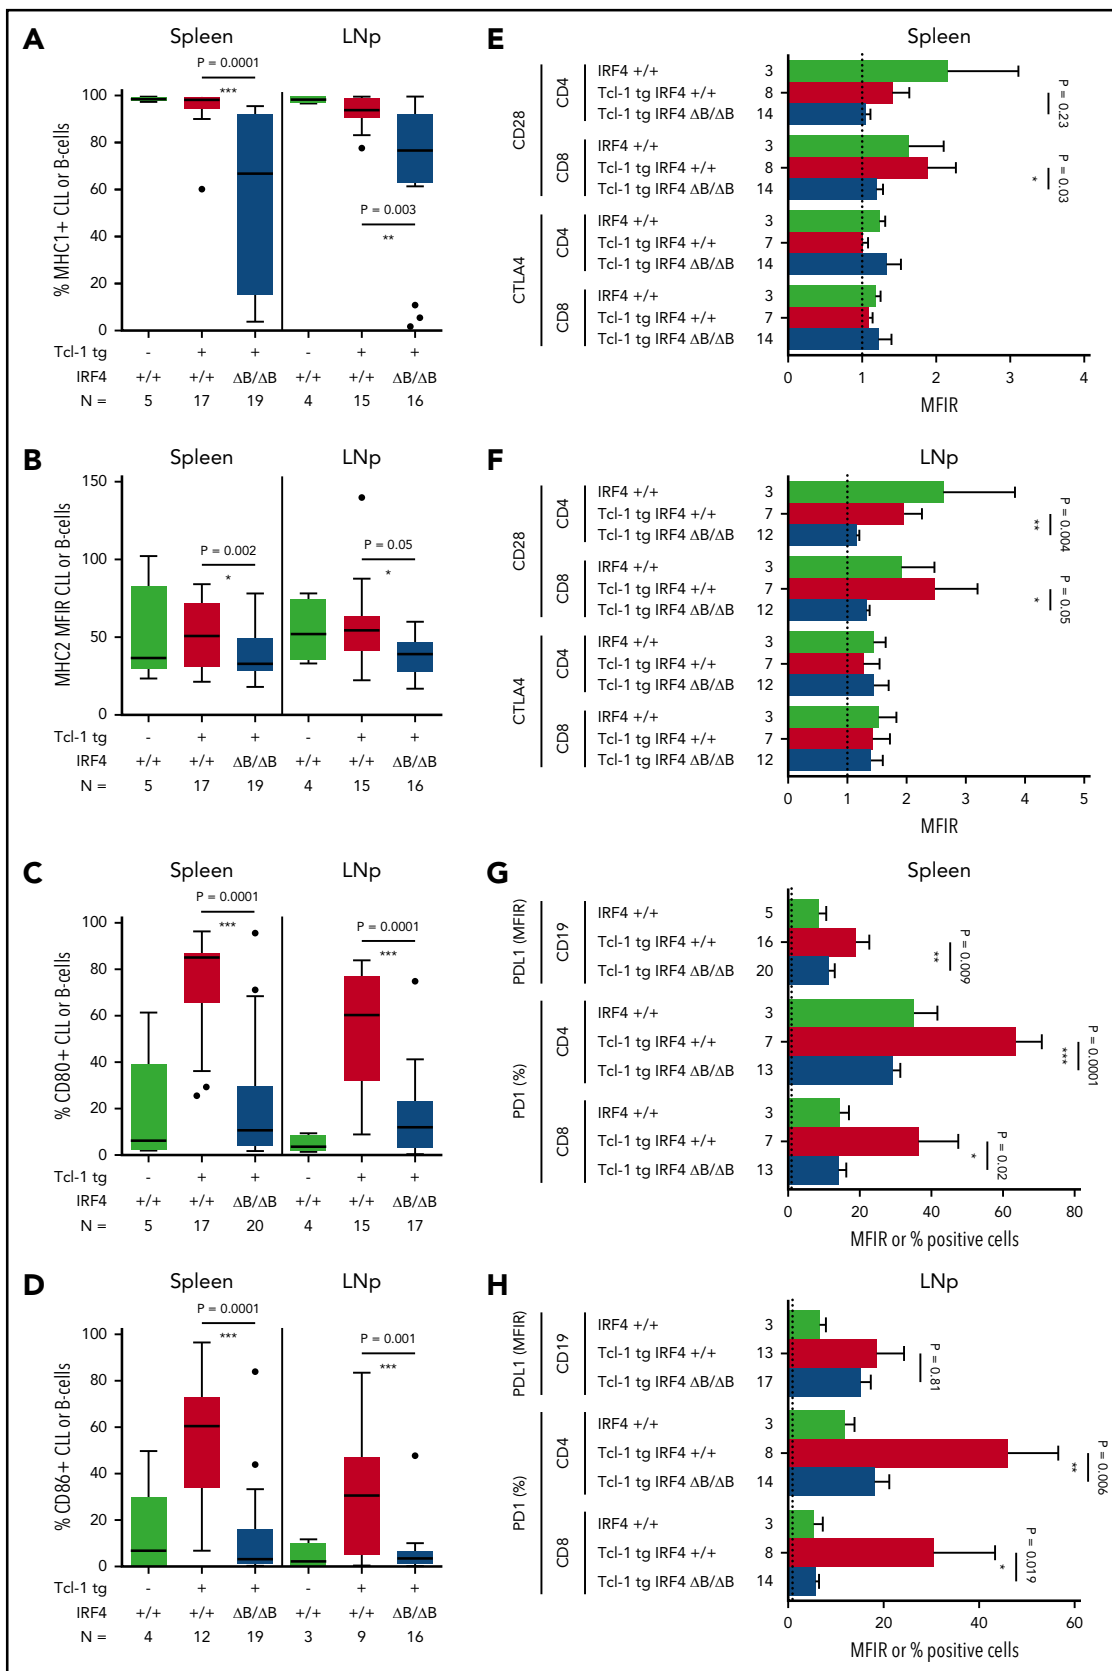 A
Spleen
LNp
% MHC1+ CLL or B-cells
100
80
60
40
20
0
P = 0.0001
***
P = 0.003
**
Tcl-1 tg - + + - + +
IRF4 +/+ +/+ ΔB/ΔB +/+ +/+ ΔB/ΔB
N = 5 17 19 4 15 16
B
Spleen
LNp
MHC2 MFIR CLL or B-cells
150
100
50
0
P = 0.002
*
P = 0.05
*
Tcl-1 tg - + + - + +
IRF4 +/+ +/+ ΔB/ΔB +/+ +/+ ΔB/ΔB
N = 5 17 19 4 15 16
C
Spleen
LNp
% CD80+ CLL or B-cells
100
80
60
40
20
0
P = 0.0001
***
P = 0.0001
***
Tcl-1 tg - + + - + +
IRF4 +/+ +/+ ΔB/ΔB +/+ +/+ ΔB/ΔB
N = 5 17 20 4 15 17
D
Spleen
LNp
% CD86+ CLL or B-cells
100
80
60
40
20
0
P = 0.0001
***
P = 0.001
***
Tcl-1 tg - + + - + +
IRF4 +/+ +/+ ΔB/ΔB +/+ +/+ ΔB/ΔB
N = 4 12 19 3 9 16
E
Spleen
CD28
CD4
IRF4 +/+ 3
Tcl-1 tg IRF4 +/+ 8
Tcl-1 tg IRF4 ΔB/ΔB 14
P = 0.23
CD8
IRF4 +/+ 3
Tcl-1 tg IRF4 +/+ 8
Tcl-1 tg IRF4 ΔB/ΔB 14
P = 0.03
*
CTLA4
CD4
IRF4 +/+ 3
Tcl-1 tg IRF4 +/+ 7
Tcl-1 tg IRF4 ΔB/ΔB 14
CD8
IRF4 +/+ 3
Tcl-1 tg IRF4 +/+ 7
Tcl-1 tg IRF4 ΔB/ΔB 14
0 1 2 3 4
MFIR
F
LNp
CD28
CD4
IRF4 +/+ 3
Tcl-1 tg IRF4 +/+ 7
Tcl-1 tg IRF4 ΔB/ΔB 12
P = 0.004
**
CD8
IRF4 +/+ 3
Tcl-1 tg IRF4 +/+ 7
Tcl-1 tg IRF4 ΔB/ΔB 12
P = 0.05
*
CTLA4
CD4
IRF4 +/+ 3
Tcl-1 tg IRF4 +/+ 7
Tcl-1 tg IRF4 ΔB/ΔB 12
CD8
IRF4 +/+ 3
Tcl-1 tg IRF4 +/+ 7
Tcl-1 tg IRF4 ΔB/ΔB 12
0 1 2 3 4 5
MFIR
G
Spleen
PDL1 (MFIR)
CD19
IRF4 +/+ 5
Tcl-1 tg IRF4 +/+ 16
Tcl-1 tg IRF4 ΔB/ΔB 20
P = 0.009
**
PD1 (%)
CD4
IRF4 +/+ 3
Tcl-1 tg IRF4 +/+ 7
Tcl-1 tg IRF4 ΔB/ΔB 13
P = 0.0001
***
CD8
IRF4 +/+ 3
Tcl-1 tg IRF4 +/+ 7
Tcl-1 tg IRF4 ΔB/ΔB 13
P = 0.02
*
0 20 40 60 80
MFIR or % positive cells
H
LNp
PDL1 (MFIR)
CD19
IRF4 +/+ 3
Tcl-1 tg IRF4 +/+ 13
Tcl-1 tg IRF4 ΔB/ΔB 17
P = 0.81
PD1 (%)
CD4
IRF4 +/+ 3
Tcl-1 tg IRF4 +/+ 8
Tcl-1 tg IRF4 ΔB/ΔB 14
P = 0.006
**
CD8
IRF4 +/+ 3
Tcl-1 tg IRF4 +/+ 8
Tcl-1 tg IRF4 ΔB/ΔB 14
P = 0.019
*
0 20 40 60
MFIR or % positive cells